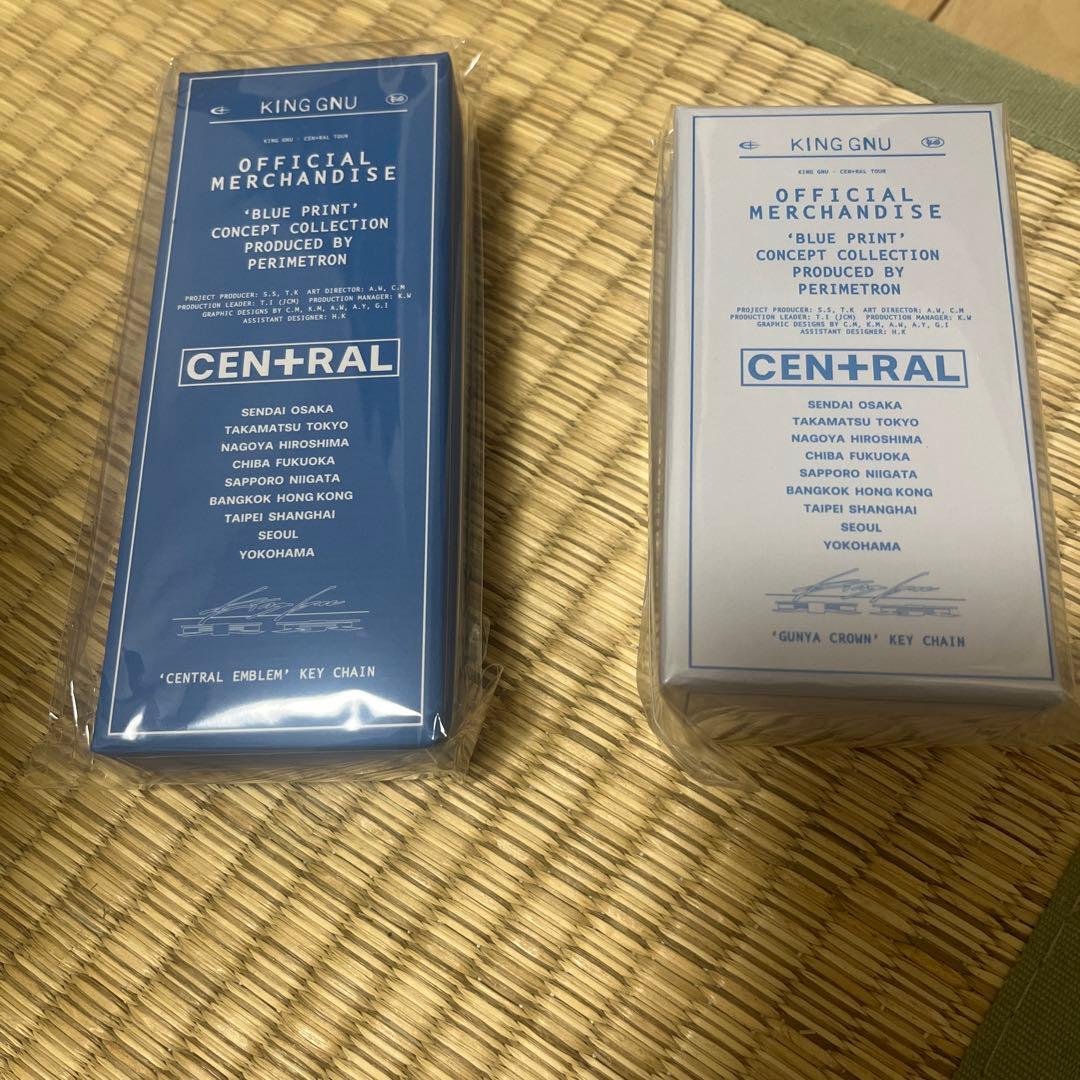 KING GNU
KING GNU - CEN+RAL TOUR
OFFICIAL
MERCHANDISE
'BLUE PRINT'
CONCEPT COLLECTION
PRODUCED BY
PERIMETRON
PROJECT PRODUCER: S.S, T.K ART DIRECTOR: A.W, C.M
PRODUCTION LEADER: T.I (JCM) PRODUCTION MANAGER: K.W
GRAPHIC DESIGNS BY C.M, K.M, A.W, A.Y, G.I
ASSISTANT DESIGNER: H.K
CEN+RAL
SENDAI OSAKA
TAKAMATSU TOKYO
NAGOYA HIROSHIMA
CHIBA FUKUOKA
SAPPORO NIIGATA
BANGKOK HONG KONG
TAIPEI SHANGHAI
SEOUL
YOKOHAMA
'CENTRAL EMBLEM' KEY CHAIN
KING GNU
KING GNU - CEN+RAL TOUR
OFFICIAL
MERCHANDISE
'BLUE PRINT'
CONCEPT COLLECTION
PRODUCED BY
PERIMETRON
PROJECT PRODUCER: S.S, T.K ART DIRECTOR: A.W, C.M
PRODUCTION LEADER: T.I (JCM) PRODUCTION MANAGER: K.W
GRAPHIC DESIGNS BY C.M, K.M, A.W, A.Y, G.I
ASSISTANT DESIGNER: H.K
CEN+RAL
SENDAI OSAKA
TAKAMATSU TOKYO
NAGOYA HIROSHIMA
CHIBA FUKUOKA
SAPPORO NIIGATA
BANGKOK HONG KONG
TAIPEI SHANGHAI
SEOUL
YOKOHAMA
'GUNYA CROWN' KEY CHAIN